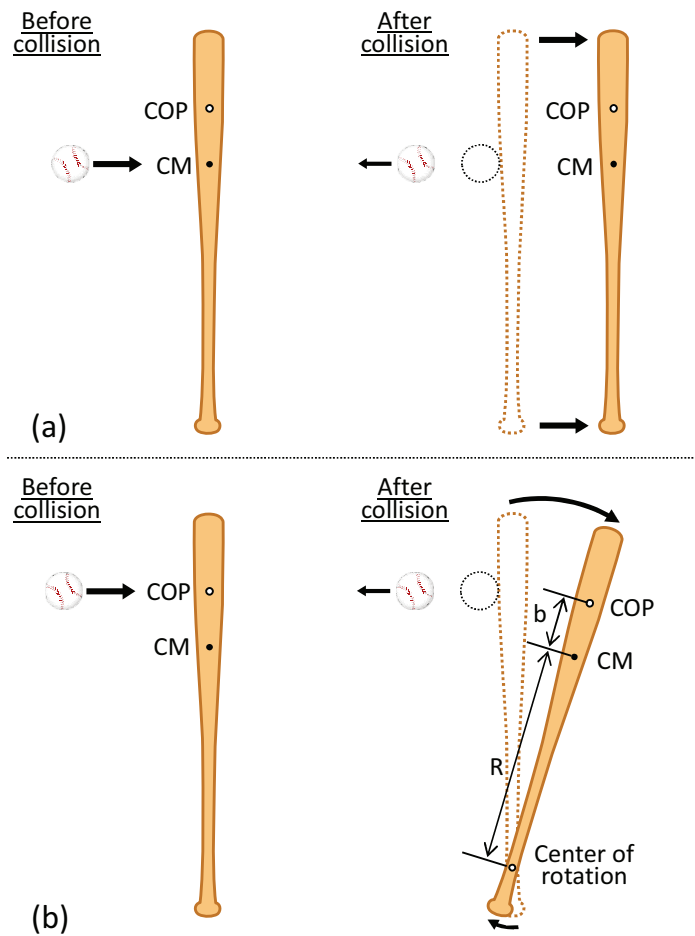 Before
collision
After
collision
COP
COP
CM
CM
(a)
Before
collision
After
collision
COP
COP
b
CM
CM
R
Center of
rotation
(b)